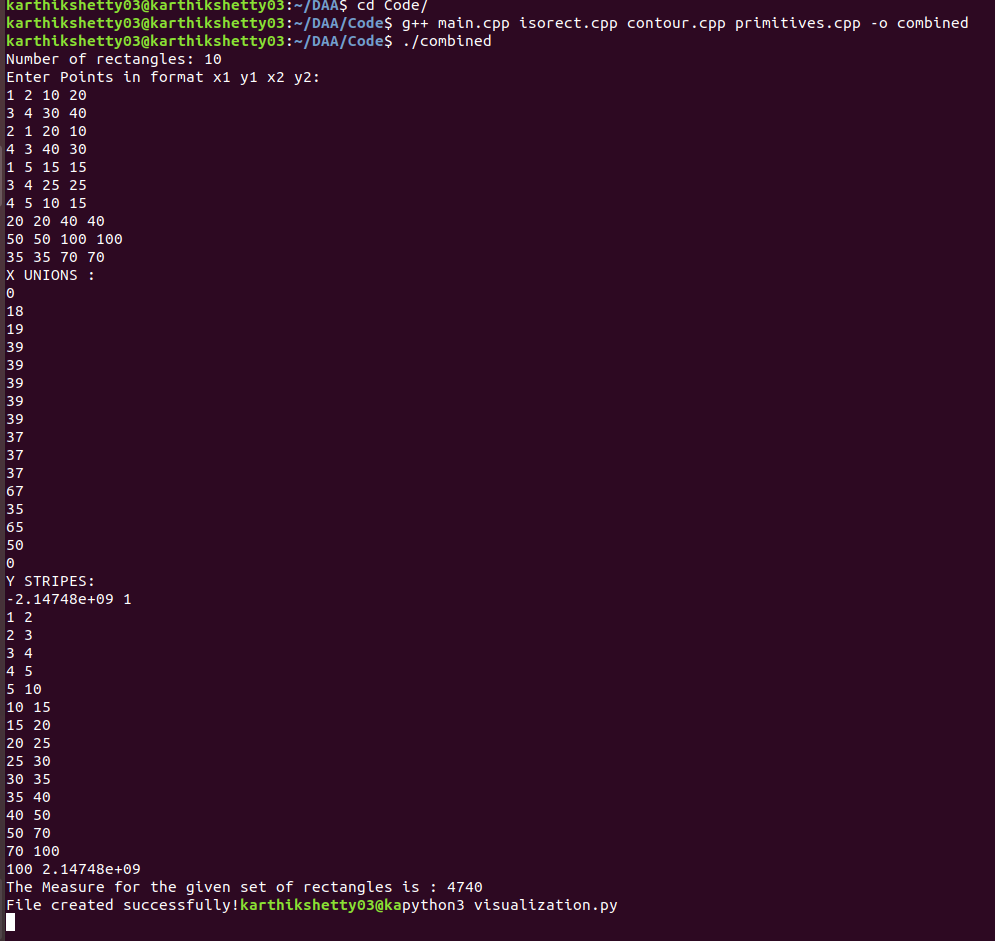 karthikshetty03@karthikshetty03:~/DAA$ cd Code/
karthikshetty03@karthikshetty03:~/DAA/Code$ g++ main.cpp isorect.cpp contour.cpp primitives.cpp -o combined
karthikshetty03@karthikshetty03:~/DAA/Code$ ./combined
Number of rectangles: 10
Enter Points in format x1 y1 x2 y2:
1 2 10 20
3 4 30 40
2 1 20 10
4 3 40 30
1 5 15 15
3 4 25 25
4 5 10 15
20 20 40 40
50 50 100 100
35 35 70 70
X UNIONS :
0
18
19
39
39
39
39
39
37
37
37
67
35
65
50
0
Y STRIPES:
-2.14748e+09 1
1 2
2 3
3 4
4 5
5 10
10 15
15 20
20 25
25 30
30 35
35 40
40 50
50 70
70 100
100 2.14748e+09
The Measure for the given set of rectangles is : 4740
File created successfully!karthikshetty03@kapython3 visualization.py